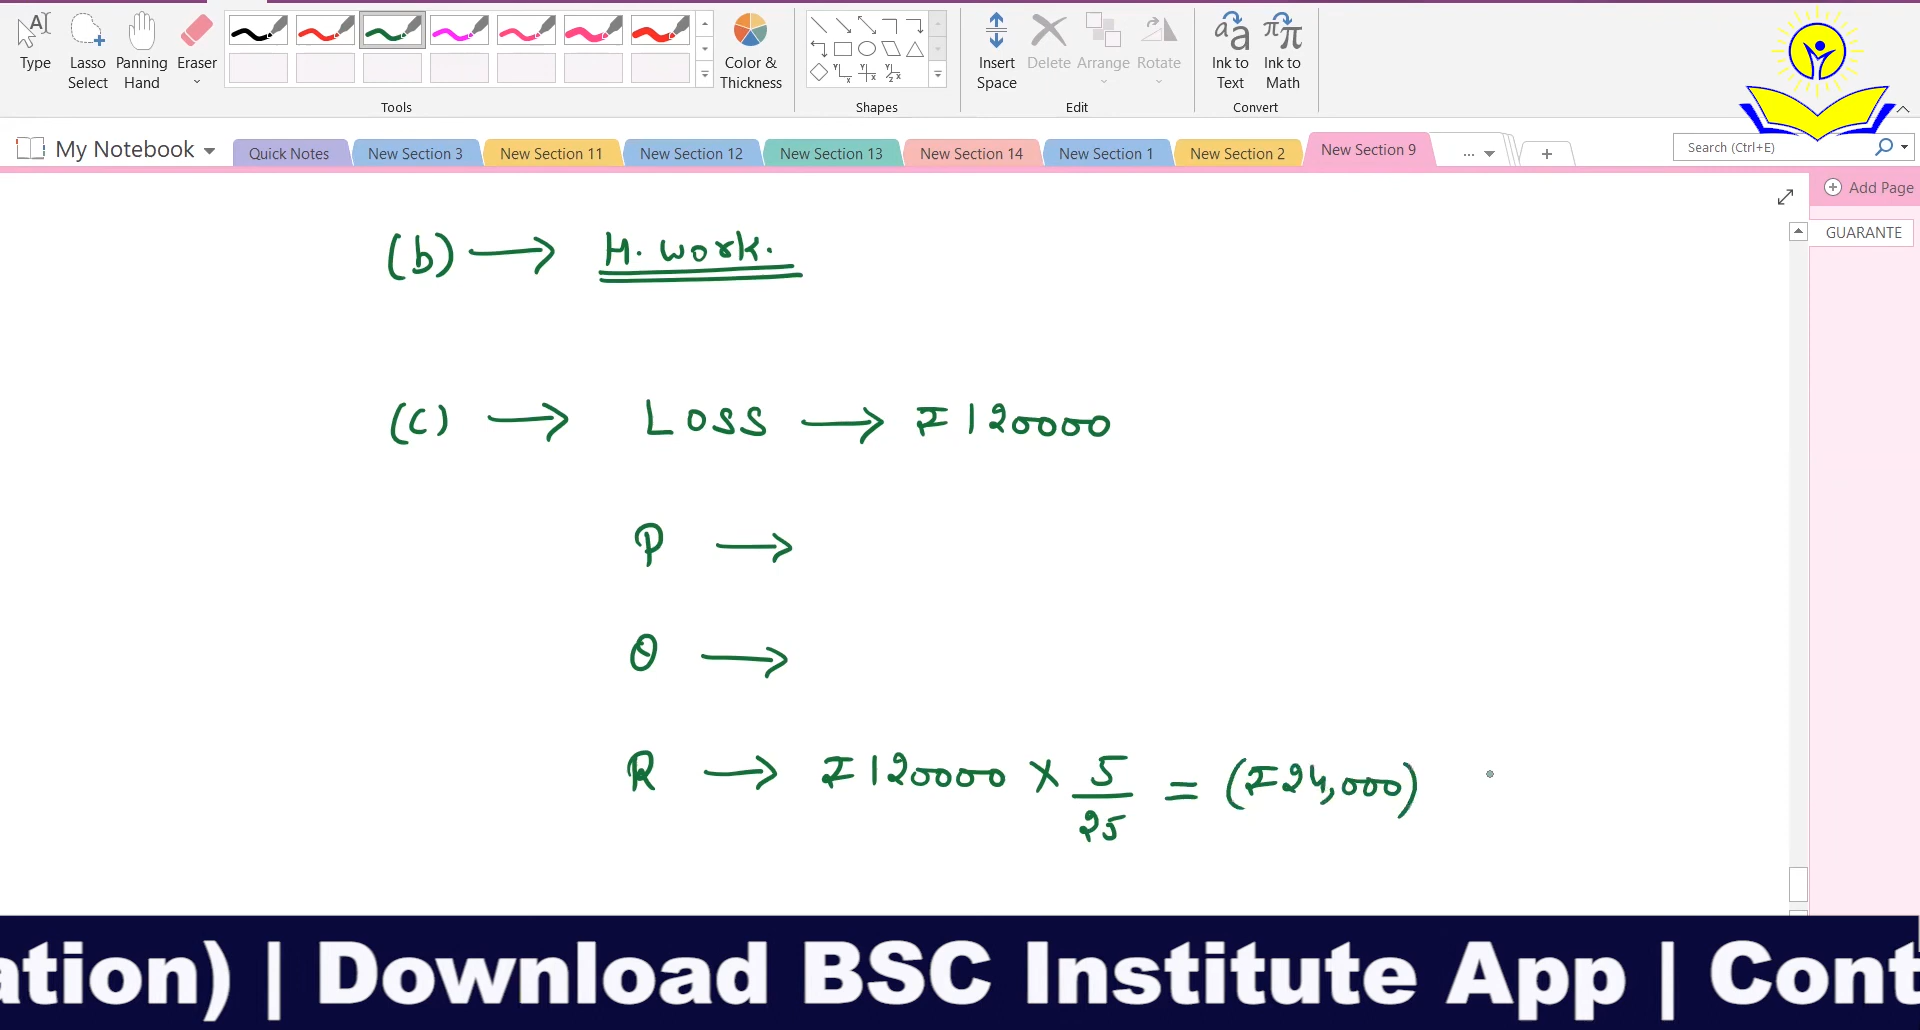 Type
Lasso Select
Panning Hand
Eraser
Color & Thickness
Insert Space
Delete
Arrange
Rotate
Ink to Text
Ink to Math
Tools
Shapes
Edit
Convert
My Notebook
Quick Notes
New Section 3
New Section 11
New Section 12
New Section 13
New Section 14
New Section 1
New Section 2
New Section 9
...
Search (Ctrl+E)
Add Page
GUARANTE
(b) → H. work.
(c) → Loss → ₹120000
P →
Q →
R → ₹120000 × 5/25 = (₹24,000)
ation) | Download BSC Institute App | Cont